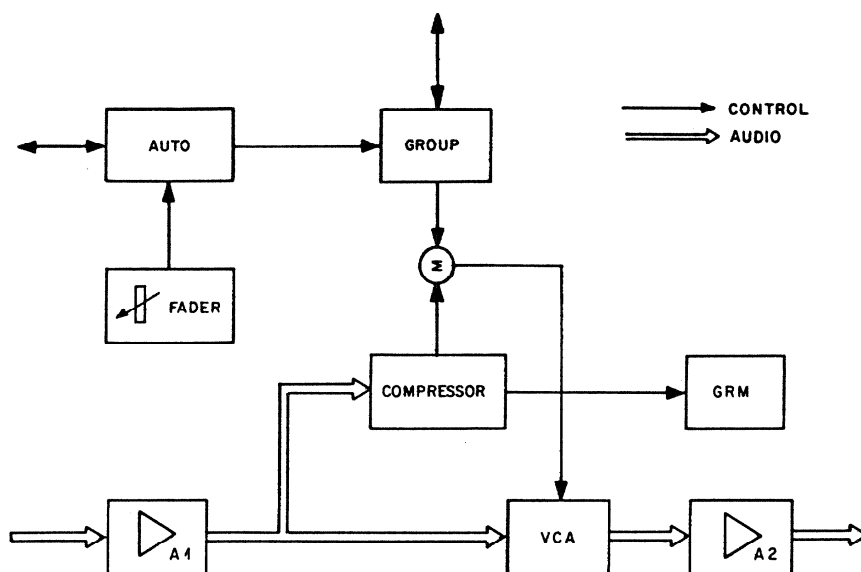 CONTROL
AUTO
GROUP
AUDIO
M
FADER
COMPRESSOR
GRM
A1
VCA
A2